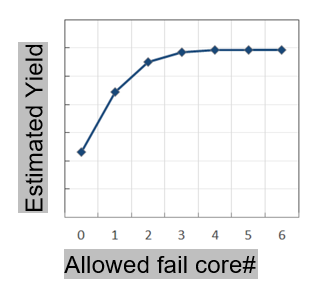 Estimated Yield
0 1 2 3 4 5 6
Allowed fail core#